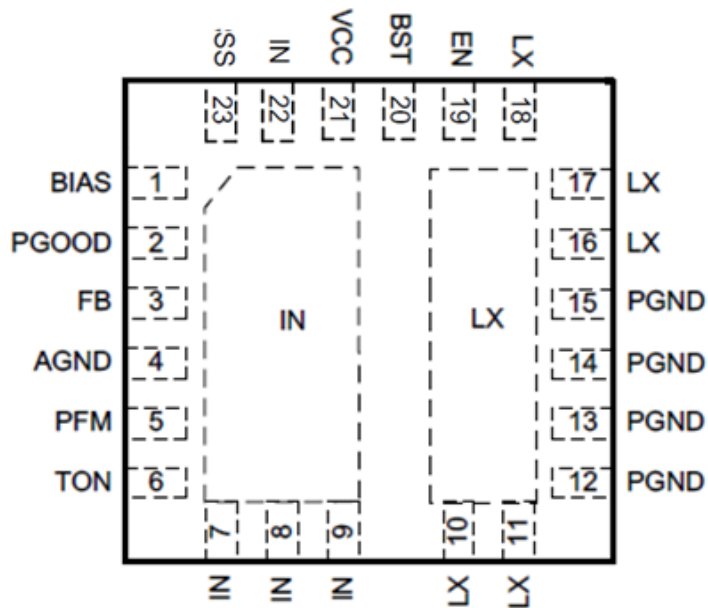 SS IN VCC BST EN LX
23 22 21 20 19 18
BIAS 1 17 LX
PGOOD 2 16 LX
FB 3 15 PGND
IN LX
AGND 4 14 PGND
PFM 5 13 PGND
TON 6 12 PGND
7 8 9 10 11
IN IN IN LX LX